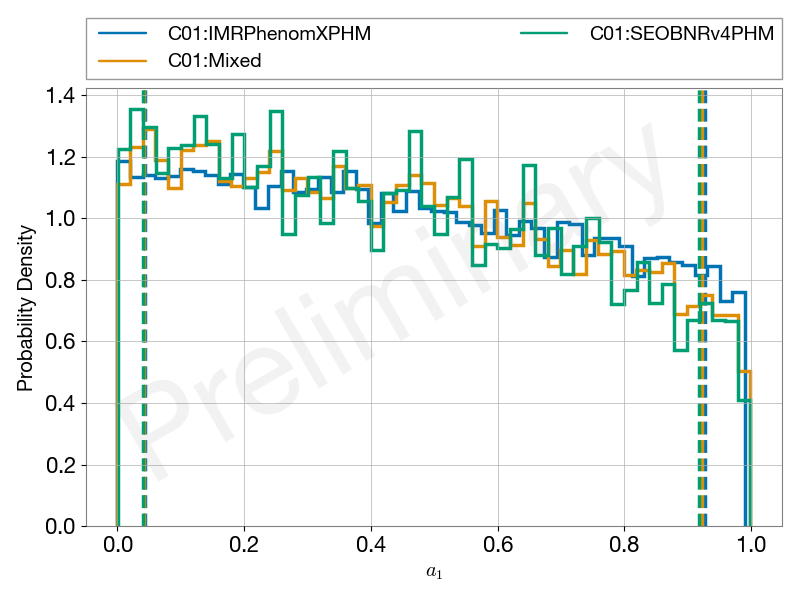 C01:IMRPhenomXPHM
C01:SEOBNRv4PHM
C01:Mixed
1.4
1.2
1.0
0.8
0.6
0.4
0.2
0.0
Probability Density
Preliminary
0.0 0.2 0.4 0.6 0.8 1.0
a₁